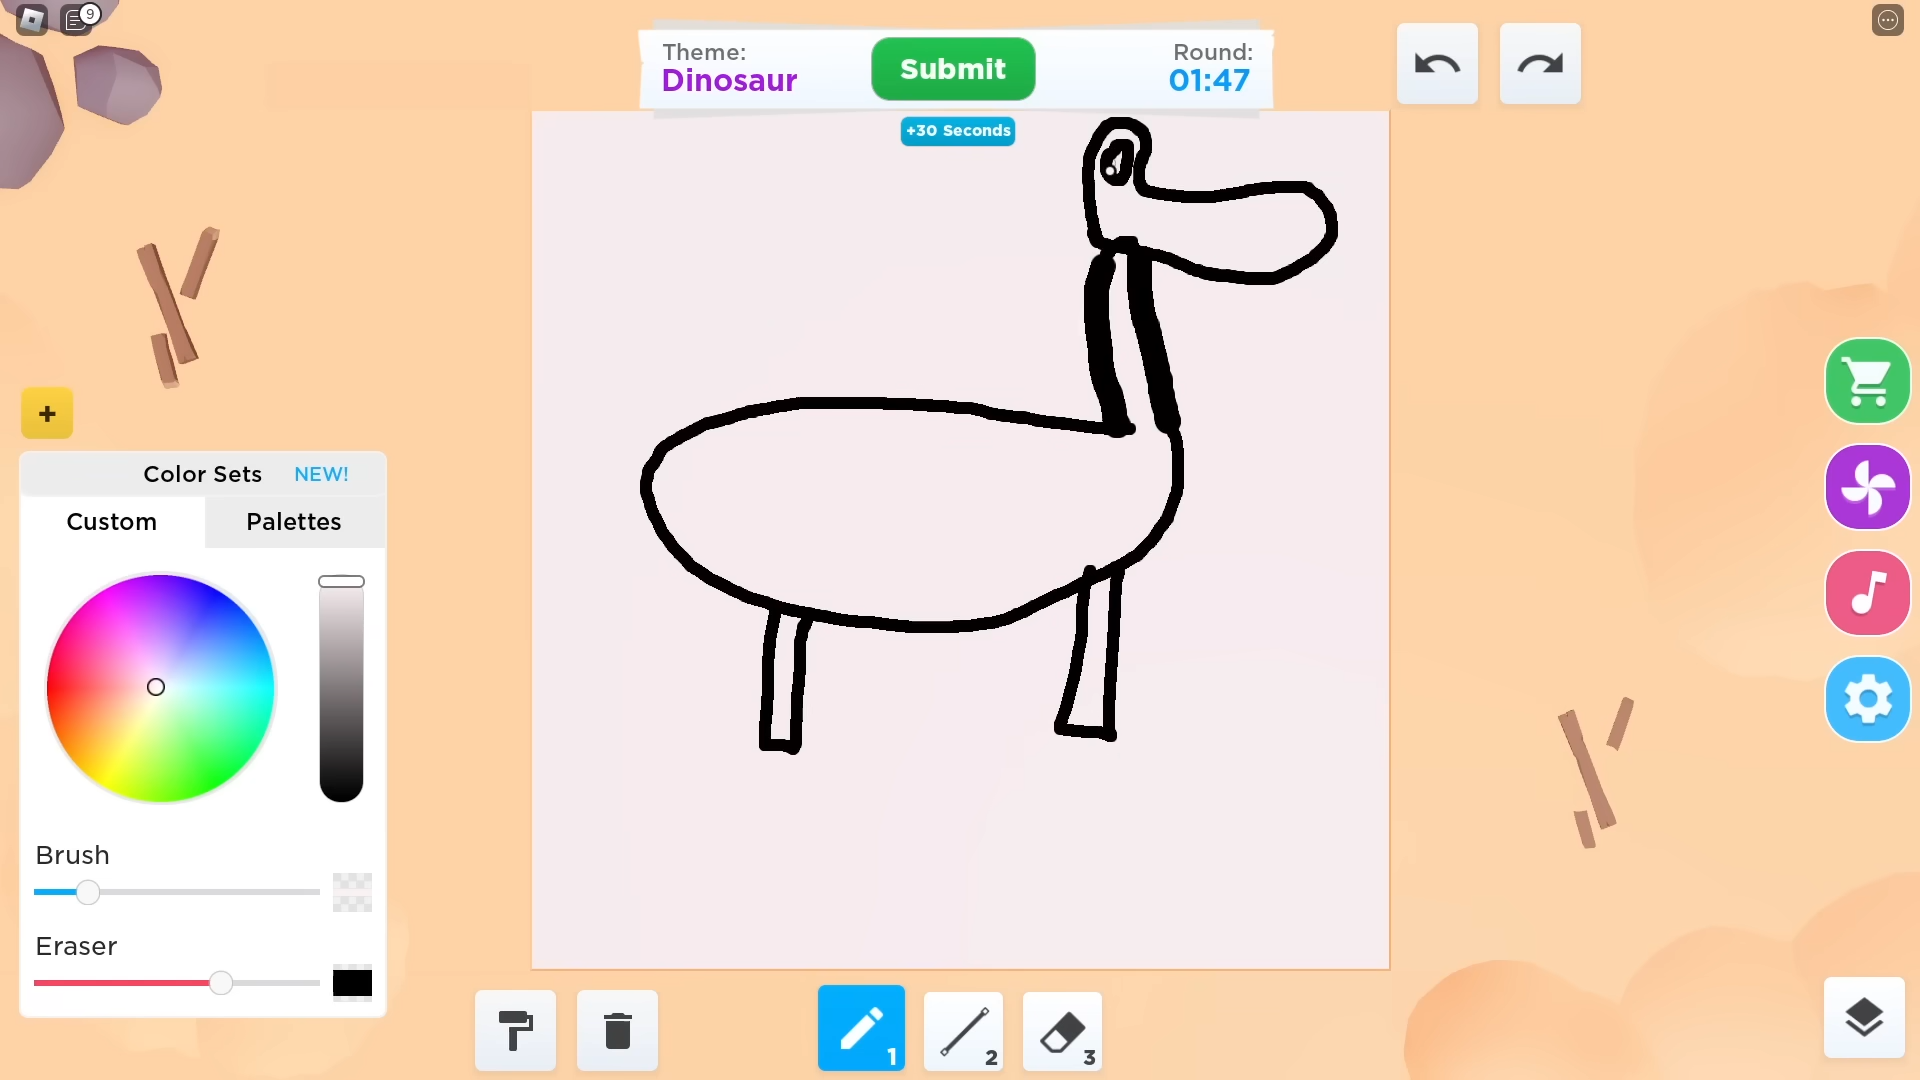 9
Theme:
Dinosaur
Submit
Round:
01:47
+30 Seconds
+
Color Sets NEW!
Custom Palettes
Brush
Eraser
1
2
3